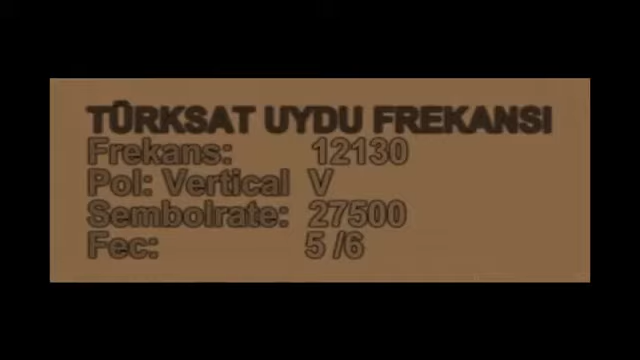 TÜRKSAT UYDU FREKANSI
Frekans: 12130
Pol: Vertical V
Sembolrate: 27500
Fec: 5 /6